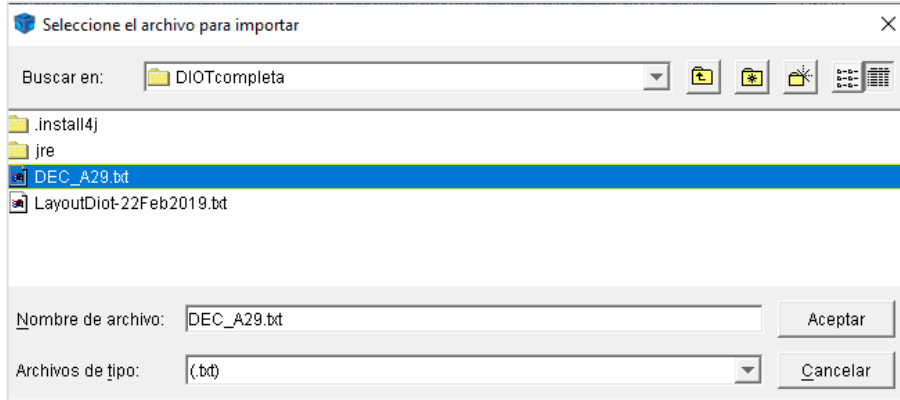 Seleccione el archivo para importar
Buscar en: DIOTcompleta
.install4j
jre
DEC_A29.txt
LayoutDiot-22Feb2019.txt
Nombre de archivo: DEC_A29.txt Aceptar
Archivos de tipo: (.txt) Cancelar